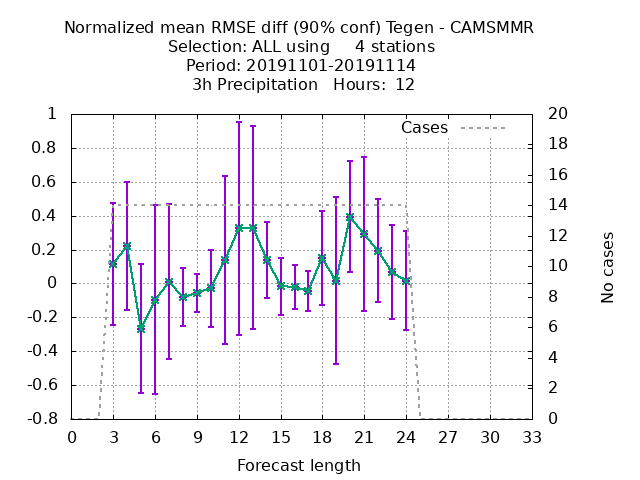 Normalized mean RMSE diff (90% conf) Tegen - CAMSMMR
Selection: ALL using     4 stations
Period: 20191101-20191114
3h Precipitation   Hours:  12
Cases
1
0.8
0.6
0.4
0.2
0
-0.2
-0.4
-0.6
-0.8
20
18
16
14
12
10
8
6
4
2
0
No cases
0 3 6 9 12 15 18 21 24 27 30 33
Forecast length